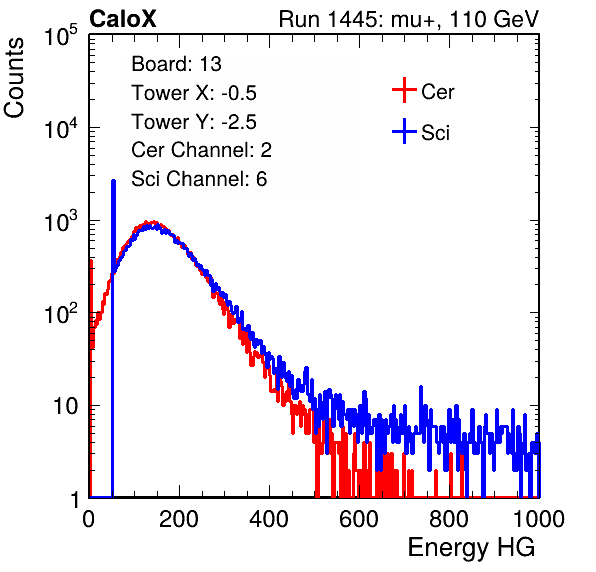 CaloX Run 1445: mu+, 110 GeV
Board: 13
Tower X: -0.5
Tower Y: -2.5
Cer Channel: 2
Sci Channel: 6
Cer
Sci
Counts
10^5
10^4
10^3
10^2
10
1
0 200 400 600 800 1000
Energy HG